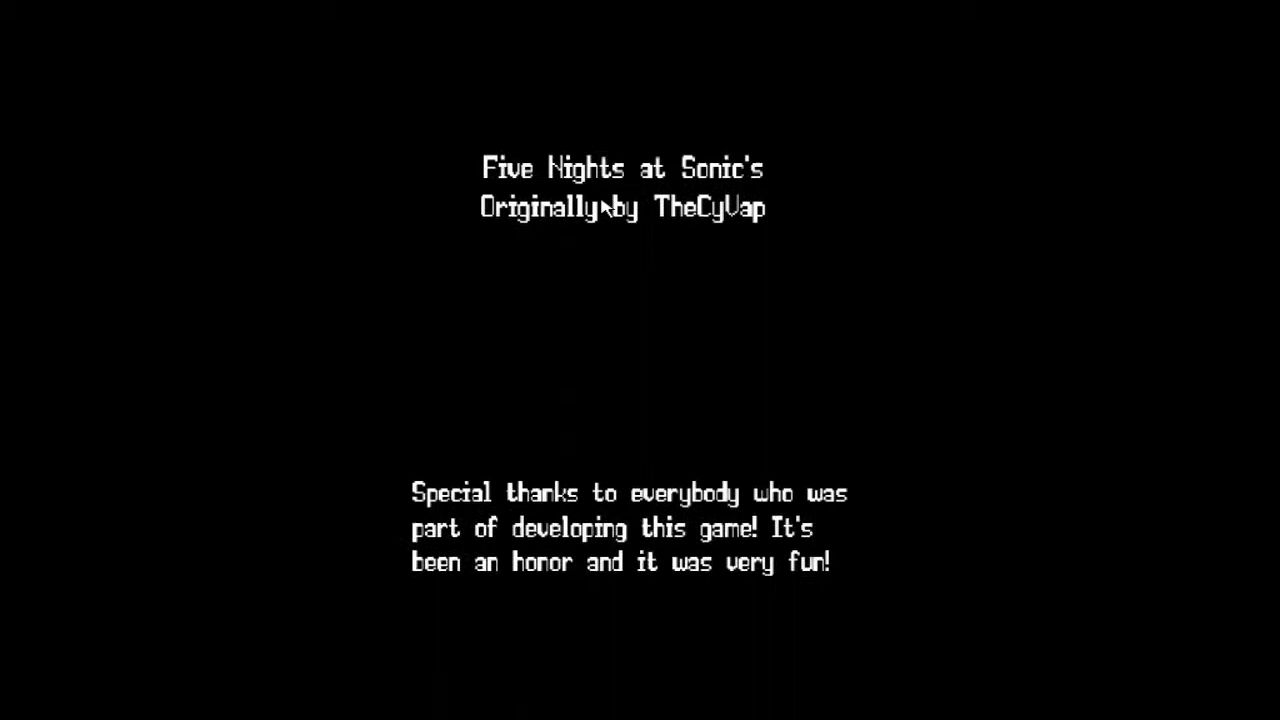 Five Nights at Sonic's
Originally by TheCyVap
Special thanks to everybody who was
part of developing this game! It's
been an honor and it was very fun!